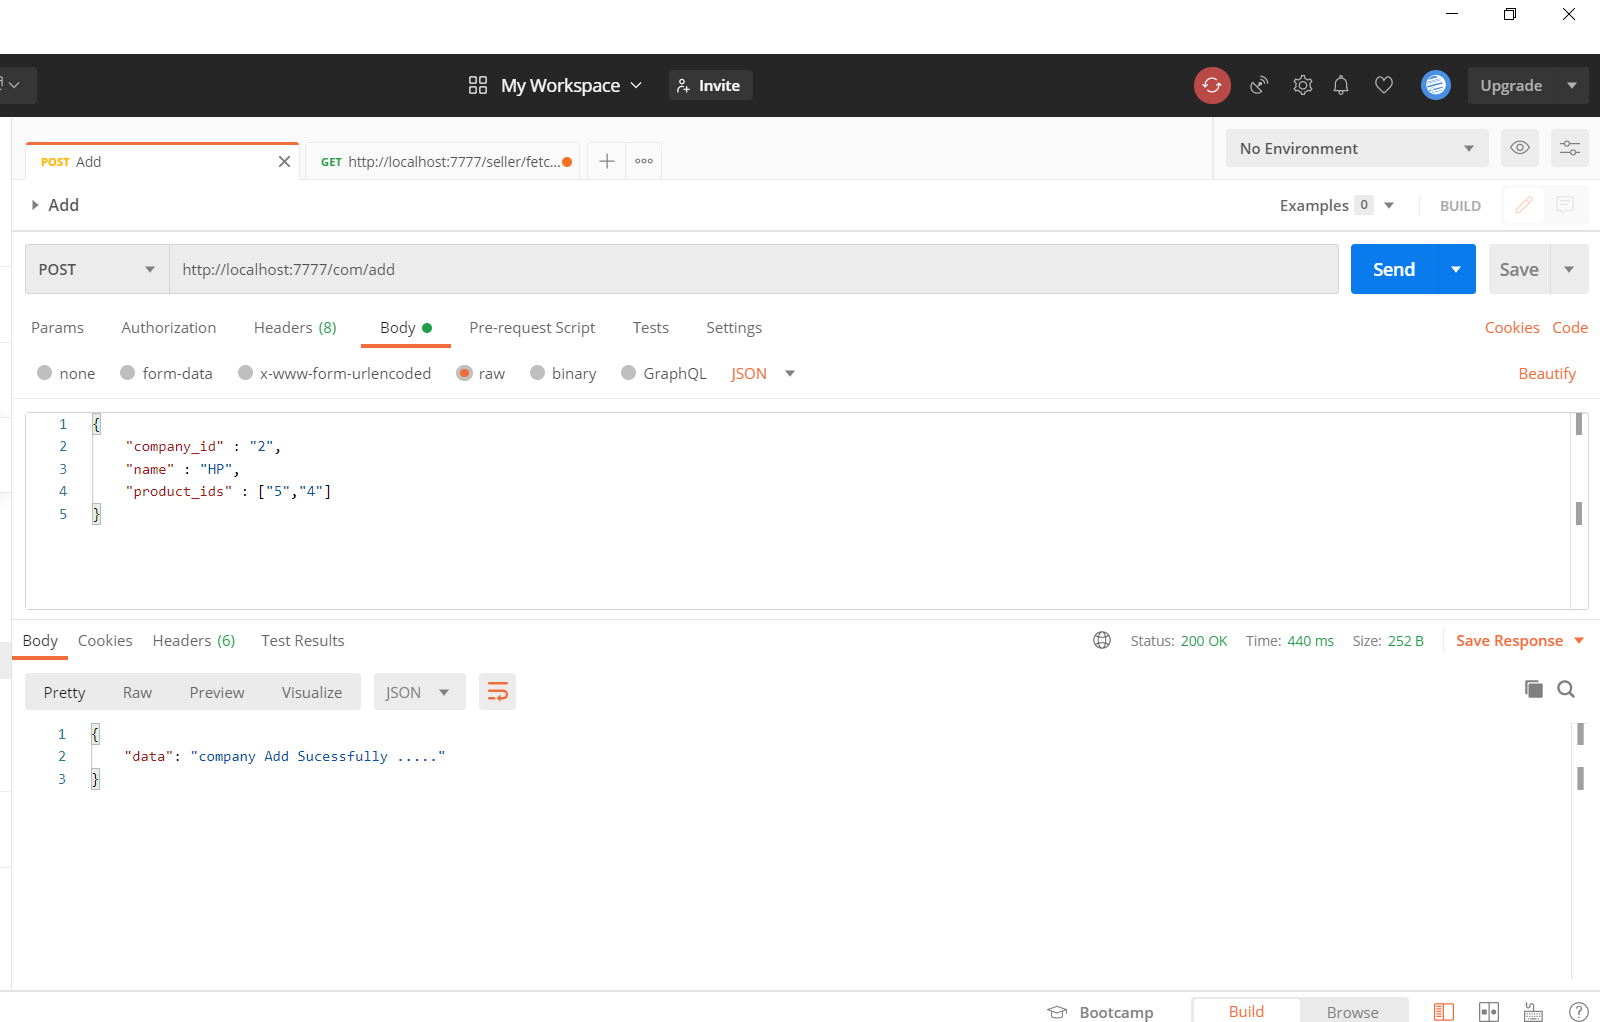 My Workspace
Invite
Upgrade
POST Add
GET http://localhost:7777/seller/fetc...
No Environment
Add
Examples 0
BUILD
POST
http://localhost:7777/com/add
Send
Save
Params
Authorization
Headers (8)
Body
Pre-request Script
Tests
Settings
Cookies
Code
none
form-data
x-www-form-urlencoded
raw
binary
GraphQL
JSON
Beautify
1 {
2 "company_id" : "2",
3 "name" : "HP",
4 "product_ids" : ["5","4"]
5 }
Body
Cookies
Headers (6)
Test Results
Status: 200 OK
Time: 440 ms
Size: 252 B
Save Response
Pretty
Raw
Preview
Visualize
JSON
1 {
2 "data": "company Add Sucessfully ....."
3 }
Bootcamp
Build
Browse